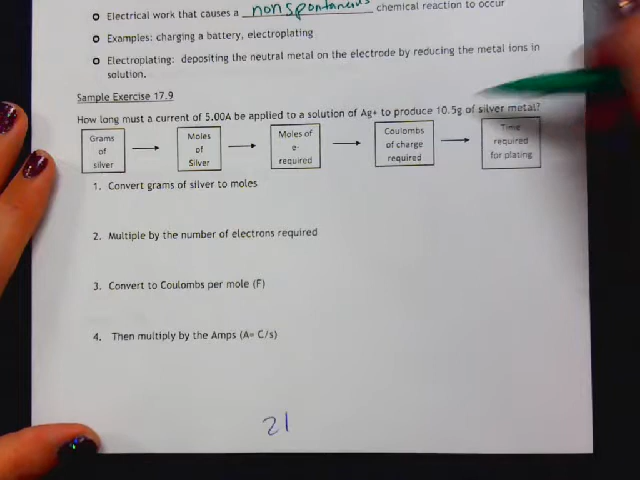 Electrical work that causes a nonspontaneous chemical reaction to occur
Examples: charging a battery, electroplating
Electroplating: depositing the neutral metal on the electrode by reducing the metal ions in
solution.
Sample Exercise 17.9
How long must a current of 5.00A be applied to a solution of Ag+ to produce 10.5g of silver metal?
Grams
of
silver
Moles
of
Silver
Moles of
e-
required
Coulombs
of charge
required
Time
required
for plating
1. Convert grams of silver to moles
2. Multiply by the number of electrons required
3. Convert to Coulombs per mole (F)
4. Then multiply by the Amps (A= C/s)
21